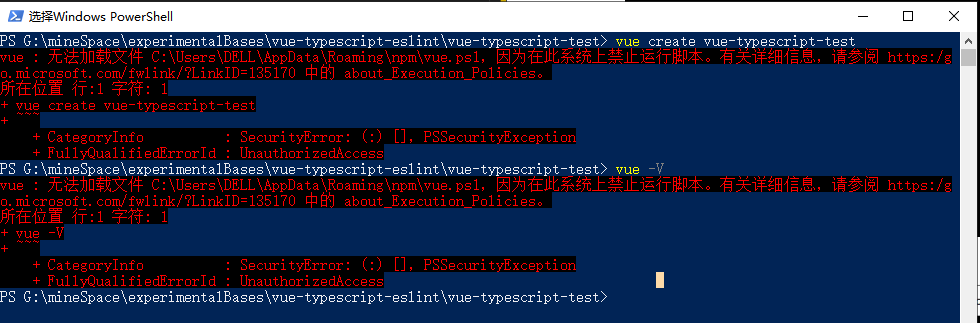 选择Windows PowerShell
PS G:\mineSpace\experimentalBases\vue-typescript-eslint\vue-typescript-test> vue create vue-typescript-test
vue : 无法加载文件 C:\Users\DELL\AppData\Roaming\npm\vue.ps1，因为在此系统上禁止运行脚本。有关详细信息，请参阅 https:/g
o.microsoft.com/fwlink/?LinkID=135170 中的 about_Execution_Policies。
所在位置 行:1 字符: 1
+ vue create vue-typescript-test
+ ~~~
+ CategoryInfo          : SecurityError: (:) [], PSSecurityException
+ FullyQualifiedErrorId : UnauthorizedAccess
PS G:\mineSpace\experimentalBases\vue-typescript-eslint\vue-typescript-test> vue -V
vue : 无法加载文件 C:\Users\DELL\AppData\Roaming\npm\vue.ps1，因为在此系统上禁止运行脚本。有关详细信息，请参阅 https:/g
o.microsoft.com/fwlink/?LinkID=135170 中的 about_Execution_Policies。
所在位置 行:1 字符: 1
+ vue -V
+ ~~~
+ CategoryInfo          : SecurityError: (:) [], PSSecurityException
+ FullyQualifiedErrorId : UnauthorizedAccess
PS G:\mineSpace\experimentalBases\vue-typescript-eslint\vue-typescript-test>